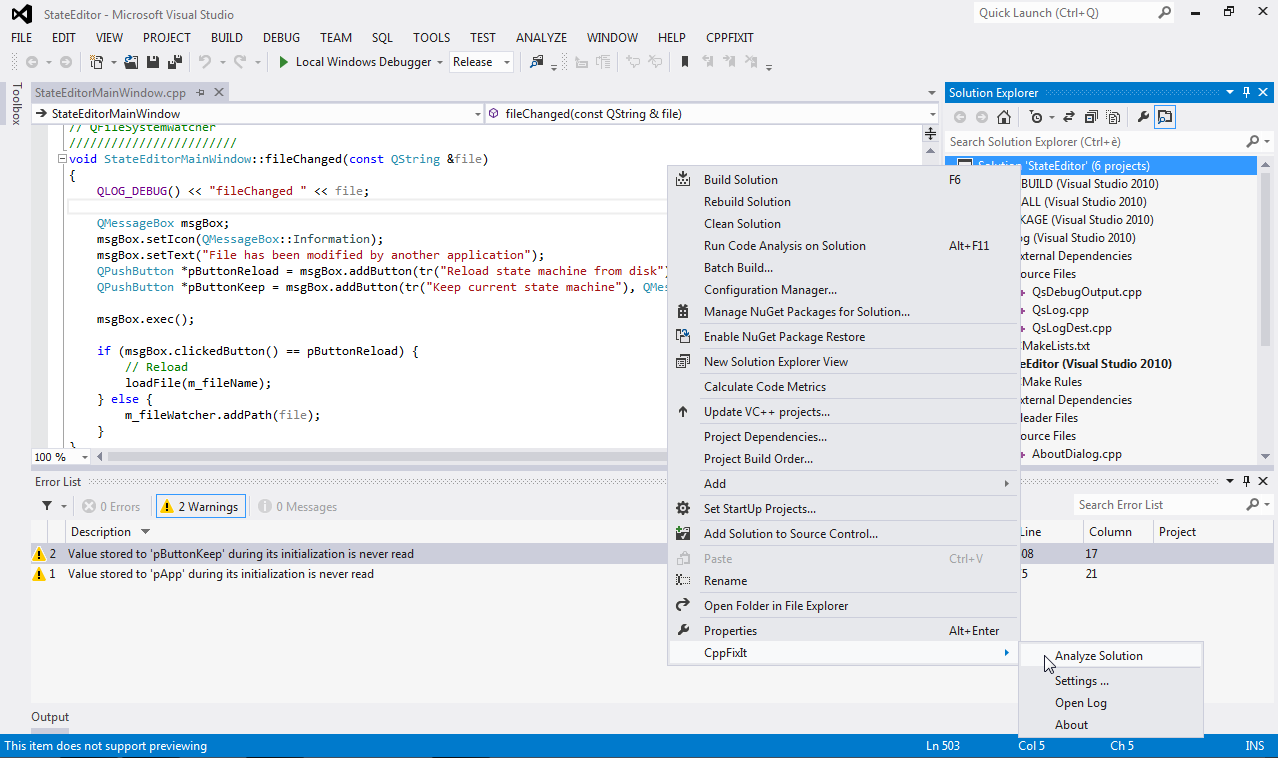 StateEditor - Microsoft Visual Studio
Quick Launch (Ctrl+Q)
FILE EDIT VIEW PROJECT BUILD DEBUG TEAM SQL TOOLS TEST ANALYZE WINDOW HELP CPPFIXIT
Local Windows Debugger Release
Toolbox
StateEditorMainWindow.cpp
StateEditorMainWindow fileChanged(const QString & file)
// QFileSystemWatcher
////////////////////////
void StateEditorMainWindow::fileChanged(const QString &file)
{
QLOG_DEBUG() << "fileChanged " << file;
QMessageBox msgBox;
msgBox.setIcon(QMessageBox::Information);
msgBox.setText("File has been modified by another application");
QPushButton *pButtonReload = msgBox.addButton(tr("Reload state machine from disk")
QPushButton *pButtonKeep = msgBox.addButton(tr("Keep current state machine"), QMes
msgBox.exec();
if (msgBox.clickedButton() == pButtonReload) {
// Reload
loadFile(m_fileName);
} else {
m_fileWatcher.addPath(file);
}
}
100 %
Solution Explorer
Search Solution Explorer (Ctrl+è)
Solution 'StateEditor' (6 projects)
BUILD (Visual Studio 2010)
ALL (Visual Studio 2010)
KAGE (Visual Studio 2010)
og (Visual Studio 2010)
xternal Dependencies
ource Files
QsDebugOutput.cpp
QsLog.cpp
QsLogDest.cpp
MakeLists.txt
eEditor (Visual Studio 2010)
Make Rules
xternal Dependencies
eader Files
ource Files
AboutDialog.cpp
Build Solution F6
Rebuild Solution
Clean Solution
Run Code Analysis on Solution Alt+F11
Batch Build...
Configuration Manager...
Manage NuGet Packages for Solution...
Enable NuGet Package Restore
New Solution Explorer View
Calculate Code Metrics
Update VC++ projects...
Project Dependencies...
Project Build Order...
Add
Set StartUp Projects...
Add Solution to Source Control...
Paste Ctrl+V
Rename
Open Folder in File Explorer
Properties Alt+Enter
CppFixIt
Analyze Solution
Settings ...
Open Log
About
Error List
0 Errors 2 Warnings 0 Messages
Search Error List
Description Line Column Project
2 Value stored to 'pButtonKeep' during its initialization is never read 08 17
1 Value stored to 'pApp' during its initialization is never read 5 21
Output
This item does not support previewing Ln 503 Col 5 Ch 5 INS